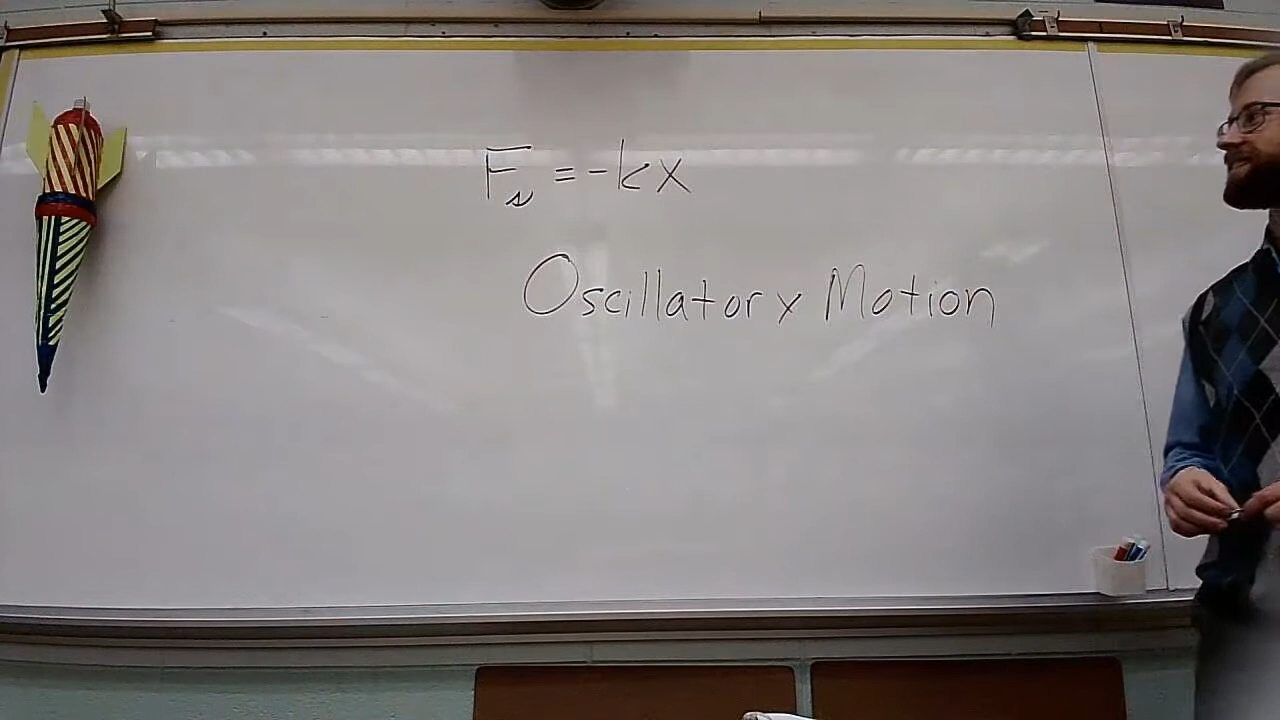 Fs = -kx
Oscillatory Motion